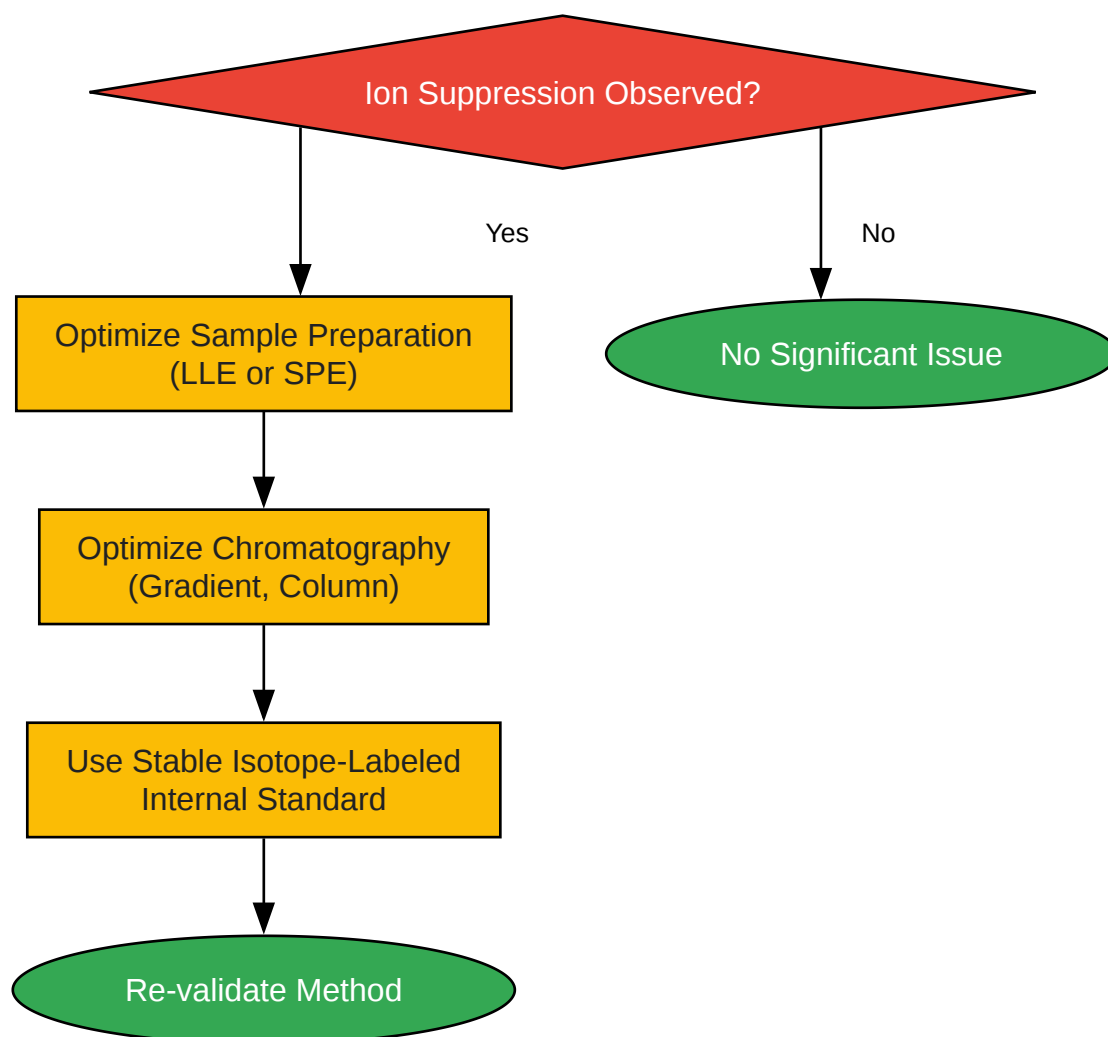 Ion Suppression Observed?
Yes
No
Optimize Sample Preparation
(LLE or SPE)
No Significant Issue
Optimize Chromatography
(Gradient, Column)
Use Stable Isotope-Labeled
Internal Standard
Re-validate Method